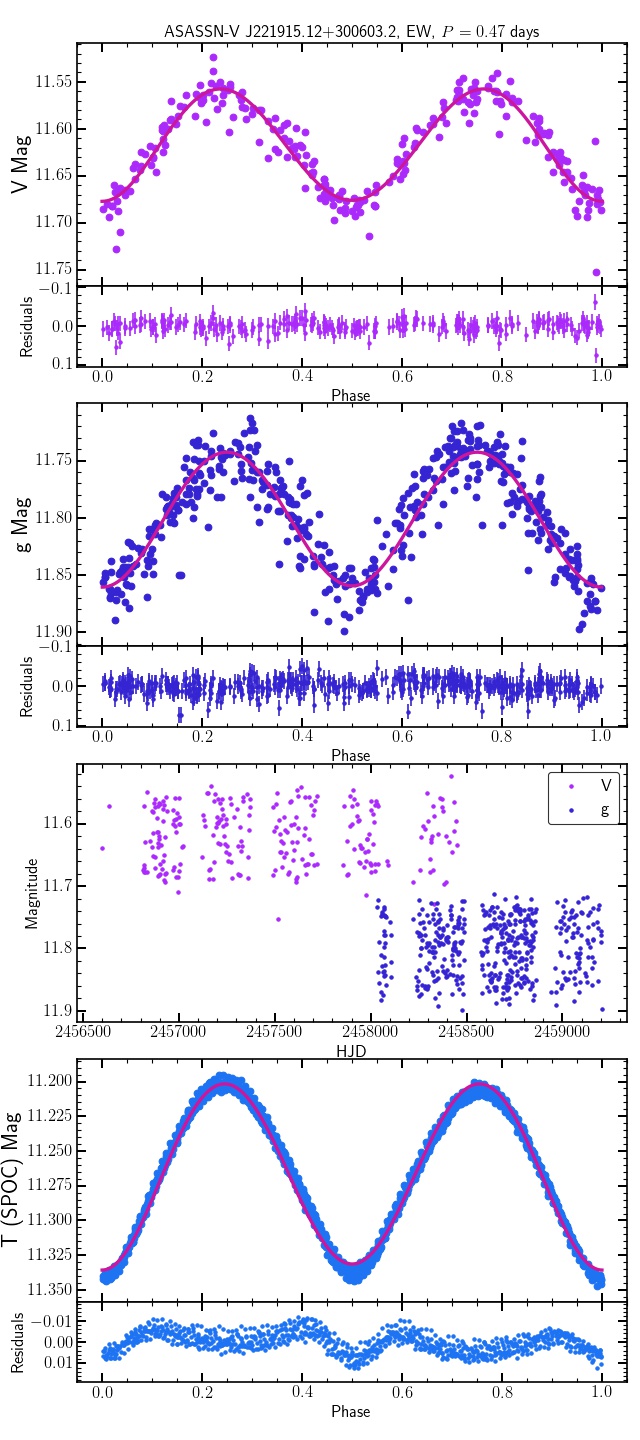 ASASSN-V J221915.12+300603.2, EW, P = 0.47 days
11.55
11.60
11.65
11.70
11.75
V Mag
−0.1
0.0
0.1
Residuals
0.0 0.2 0.4 0.6 0.8 1.0
Phase
11.75
11.80
11.85
11.90
g Mag
−0.1
0.0
0.1
Residuals
0.0 0.2 0.4 0.6 0.8 1.0
Phase
V
g
11.6
11.7
11.8
11.9
Magnitude
2456500 2457000 2457500 2458000 2458500 2459000
HJD
11.200
11.225
11.250
11.275
11.300
11.325
11.350
T (SPOC) Mag
−0.01
0.00
0.01
Residuals
0.0 0.2 0.4 0.6 0.8 1.0
Phase